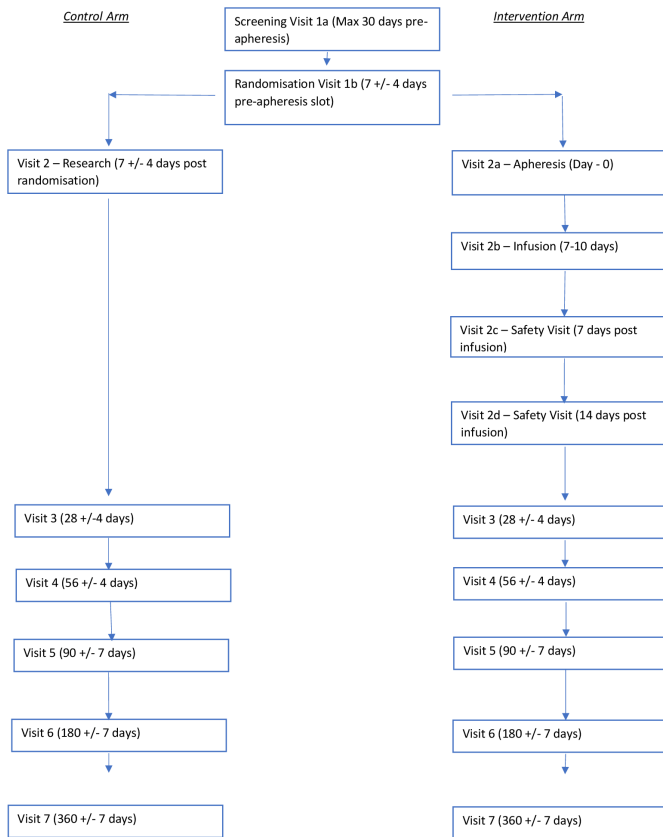 Control Arm
Screening Visit 1a (Max 30 days pre-
apheresis)
Intervention Arm
Randomisation Visit 1b (7 +/- 4 days
pre-apheresis slot)
Visit 2 – Research (7 +/- 4 days post
randomisation)
Visit 2a – Apheresis (Day - 0)
Visit 2b – Infusion (7-10 days)
Visit 2c – Safety Visit (7 days post
infusion)
Visit 2d – Safety Visit (14 days post
infusion)
Visit 3 (28 +/-4 days)
Visit 3 (28 +/- 4 days)
Visit 4 (56 +/- 4 days)
Visit 4 (56 +/- 4 days)
Visit 5 (90 +/- 7 days)
Visit 5 (90 +/- 7 days)
Visit 6 (180 +/- 7 days)
Visit 6 (180 +/- 7 days)
Visit 7 (360 +/- 7 days)
Visit 7 (360 +/- 7 days)